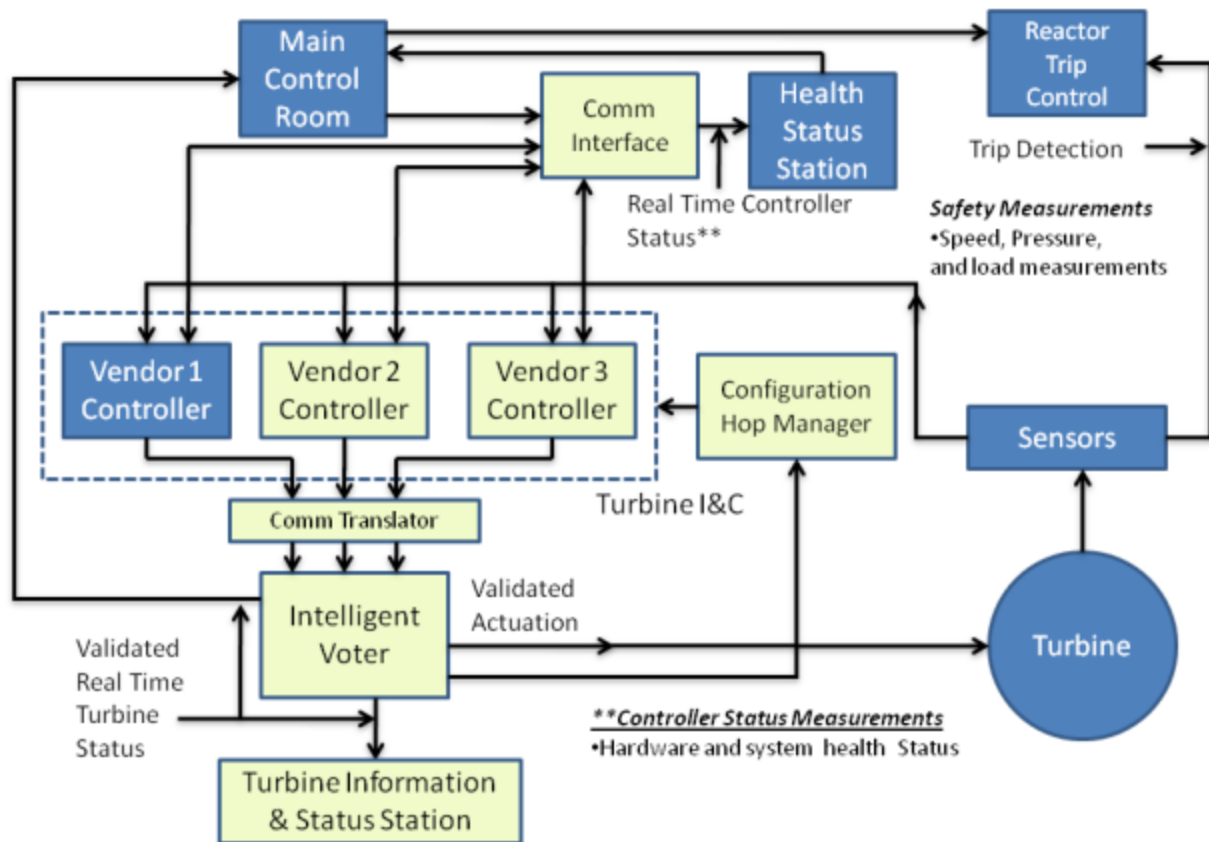 Main
Control
Room
Reactor
Trip
Control
Comm
Interface
Health
Status
Station
Trip Detection
Real Time Controller
Status**
Safety Measurements
•Speed, Pressure,
and load measurements
Vendor 1
Controller
Vendor 2
Controller
Vendor 3
Controller
Configuration
Hop Manager
Sensors
Turbine I&C
Comm Translator
Intelligent
Voter
Validated
Actuation
Turbine
Validated
Real Time
Turbine
Status
**Controller Status Measurements
•Hardware and system health Status
Turbine Information
& Status Station